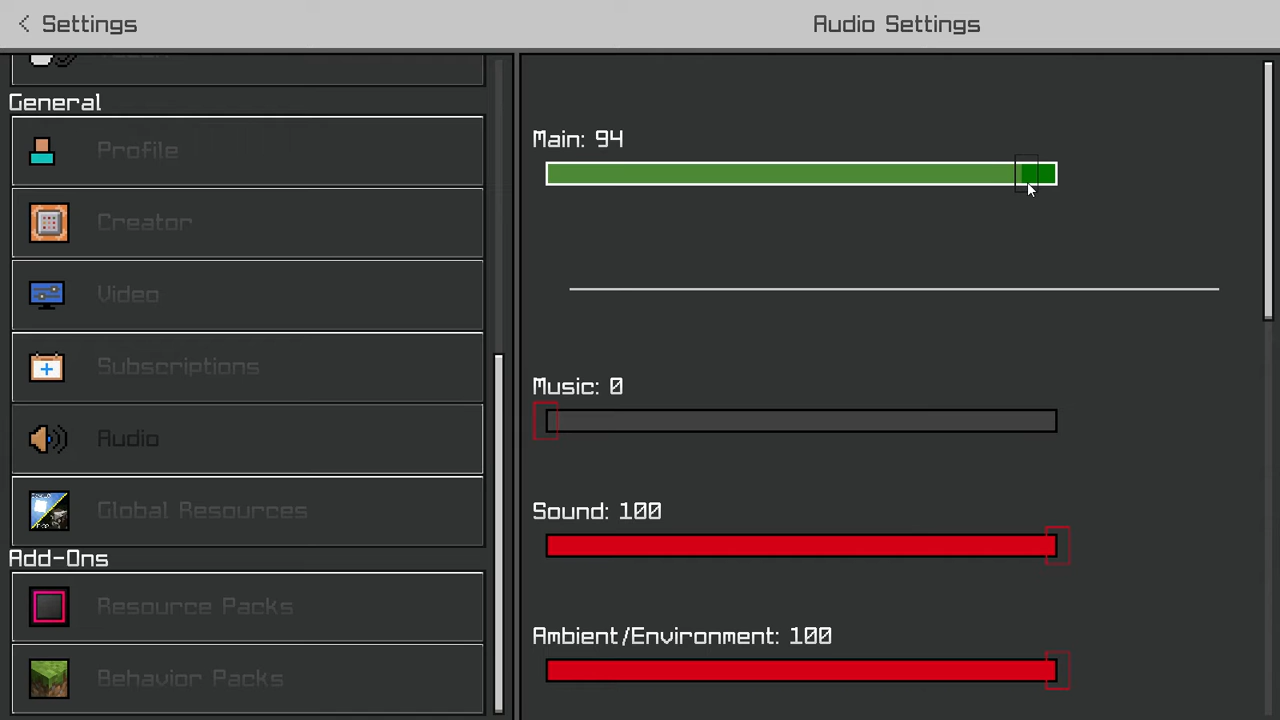 Settings
Audio Settings
General
Profile
Creator
Video
Subscriptions
Audio
Global Resources
Add-Ons
Resource Packs
Behavior Packs
Main: 94
Music: 0
Sound: 100
Ambient/Environment: 100